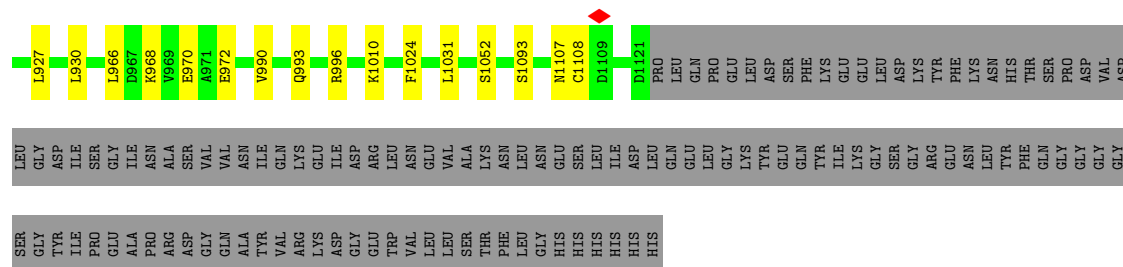 L927 L930 L966 D967 K968 V969 E970 A971 E972 V990 Q993 R996 K1010 F1024 L1031 S1052 S1093 N1107 C1108 D1109 D1121 PRO LEU GLN PRO GLU LEU ASP SER PHE LYS GLU GLU LEU ASP LYS TYR PHE LYS ASN HIS THR SER PRO ASP VAL ASP
LEU GLY ASP ILE SER GLY ILE ASN ALA SER VAL VAL ASN ILE GLN LYS GLU ILE ASP ARG LEU ASN GLU VAL ALA LYS ASN LEU ASN GLU SER LEU ILE ASP LEU GLN GLU LEU GLY LYS TYR GLU GLN TYR ILE LYS GLY SER GLY ARG GLU ASN LEU TYR PHE GLN GLY GLY GLY GLY
SER GLY TYR ILE PRO GLU ALA PRO ARG ASP GLY GLN ALA TYR VAL ARG LYS ASP GLY GLU TRP VAL LEU LEU SER THR PHE LEU GLY HIS HIS HIS HIS HIS HIS